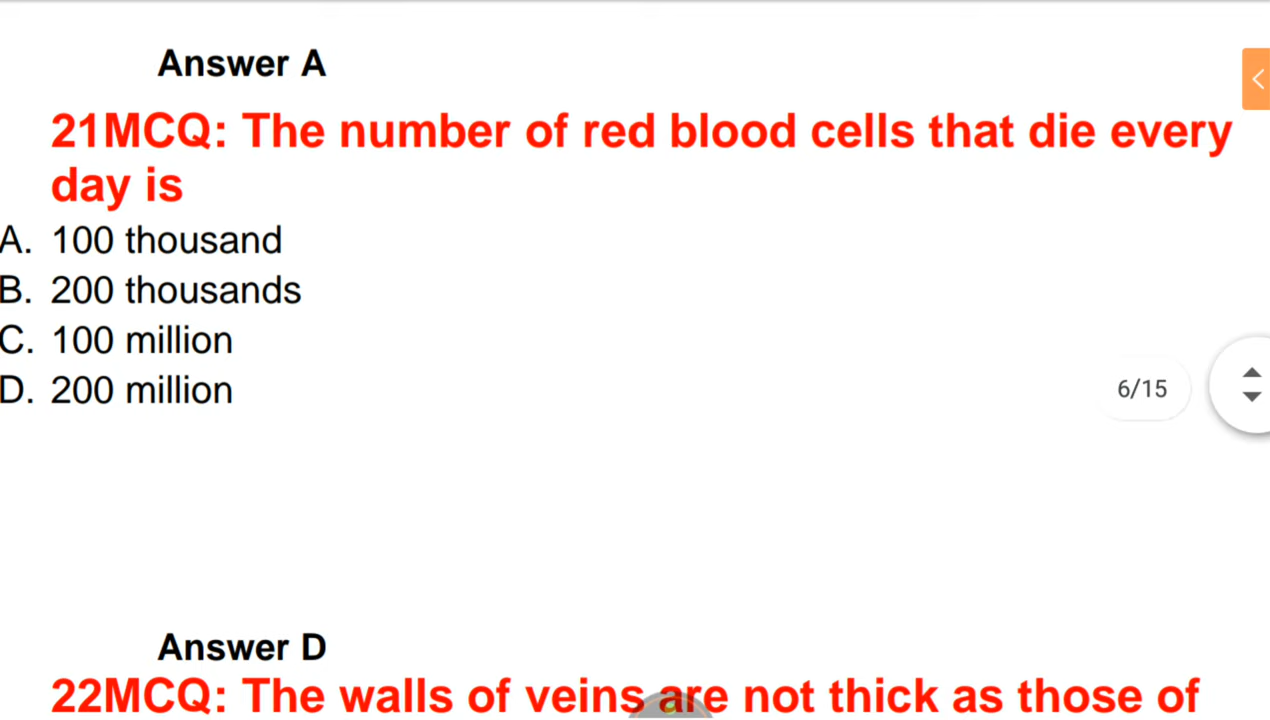 Answer A
21MCQ: The number of red blood cells that die every
day is
A. 100 thousand
B. 200 thousands
C. 100 million
D. 200 million
6/15
Answer D
22MCQ: The walls of veins are not thick as those of